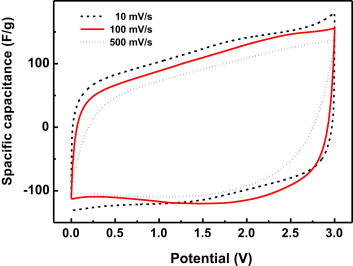 10 mV/s
100 mV/s
500 mV/s
Spacific capacitance (F/g)
100
0
-100
0.0 0.5 1.0 1.5 2.0 2.5 3.0
Potential (V)